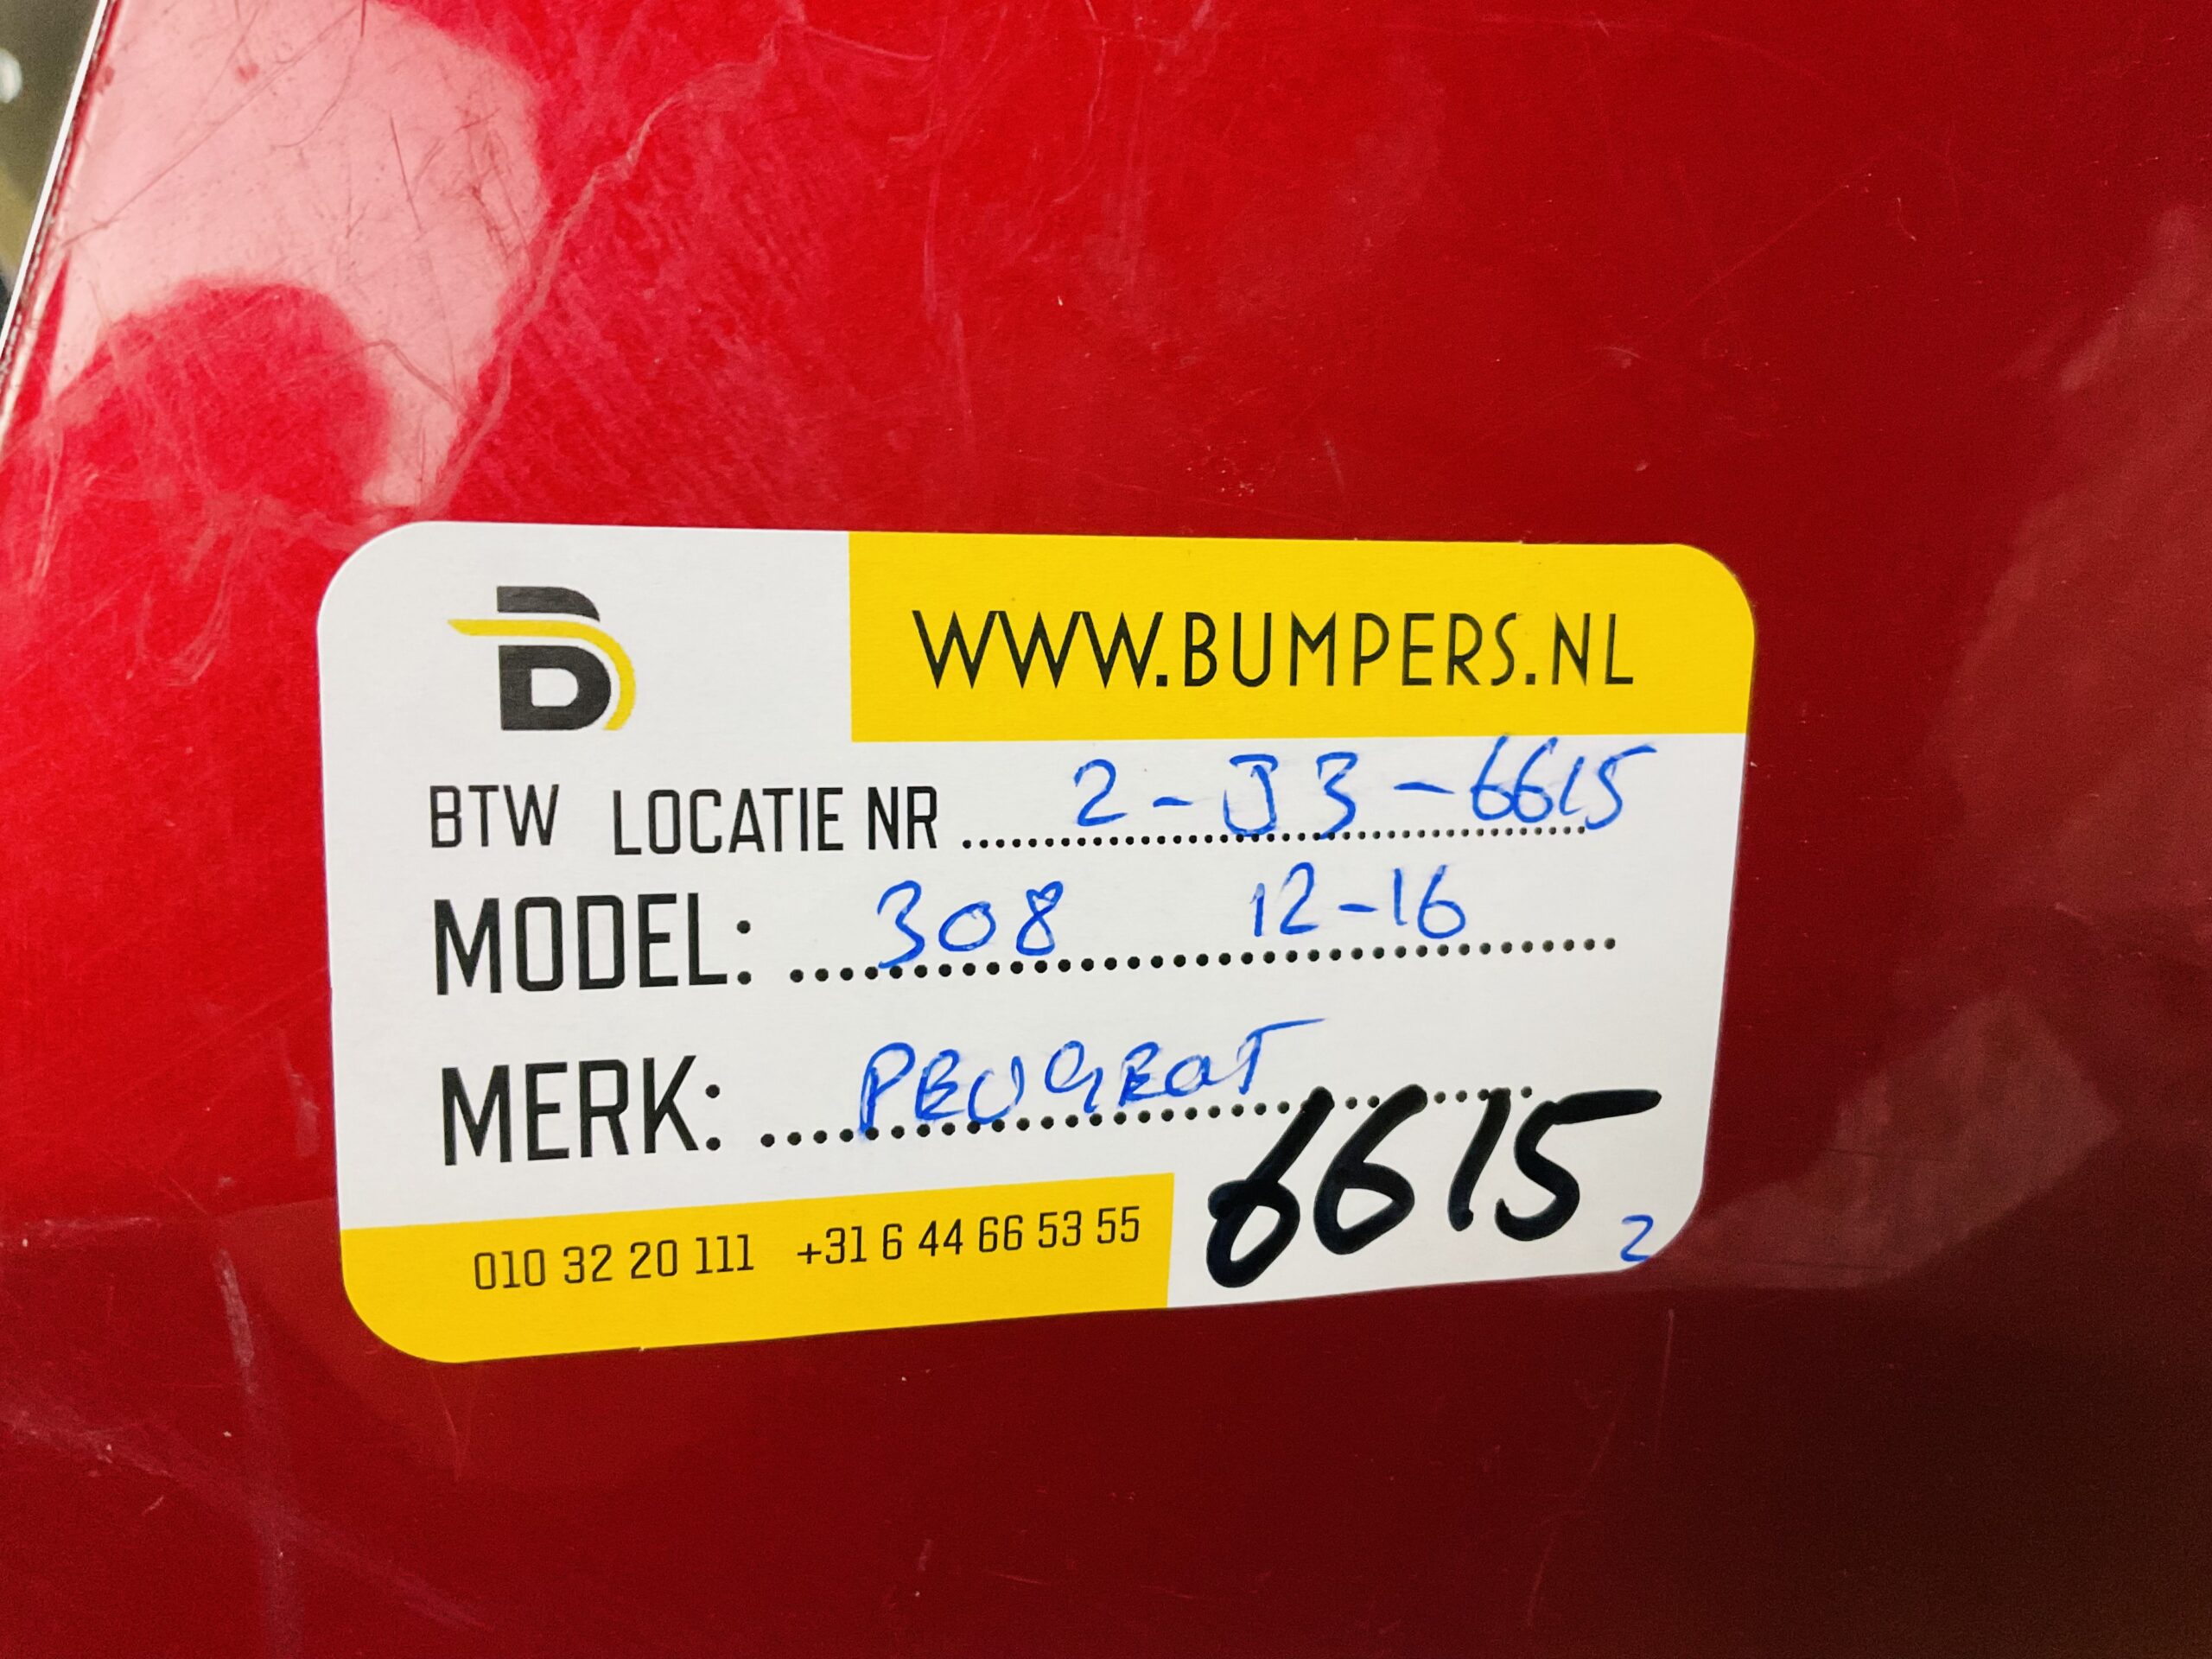 B
WWW.BUMPERS.NL
BTW LOCATIE NR 2-J3-6615
MODEL: 308 12-16
MERK: PEUGEOT
6615
2
010 32 20 111 +31 6 44 66 53 55